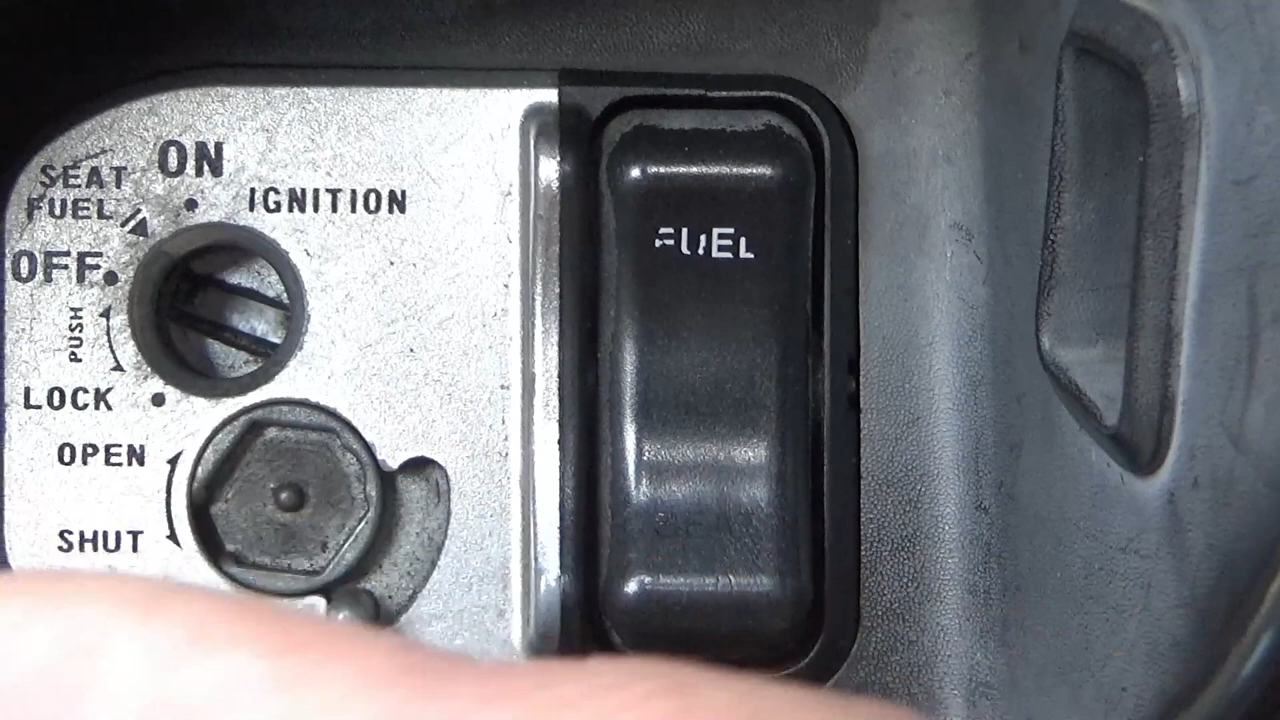 ON
SEAT
FUEL
IGNITION
OFF
PUSH
LOCK
OPEN
SHUT
FUEL